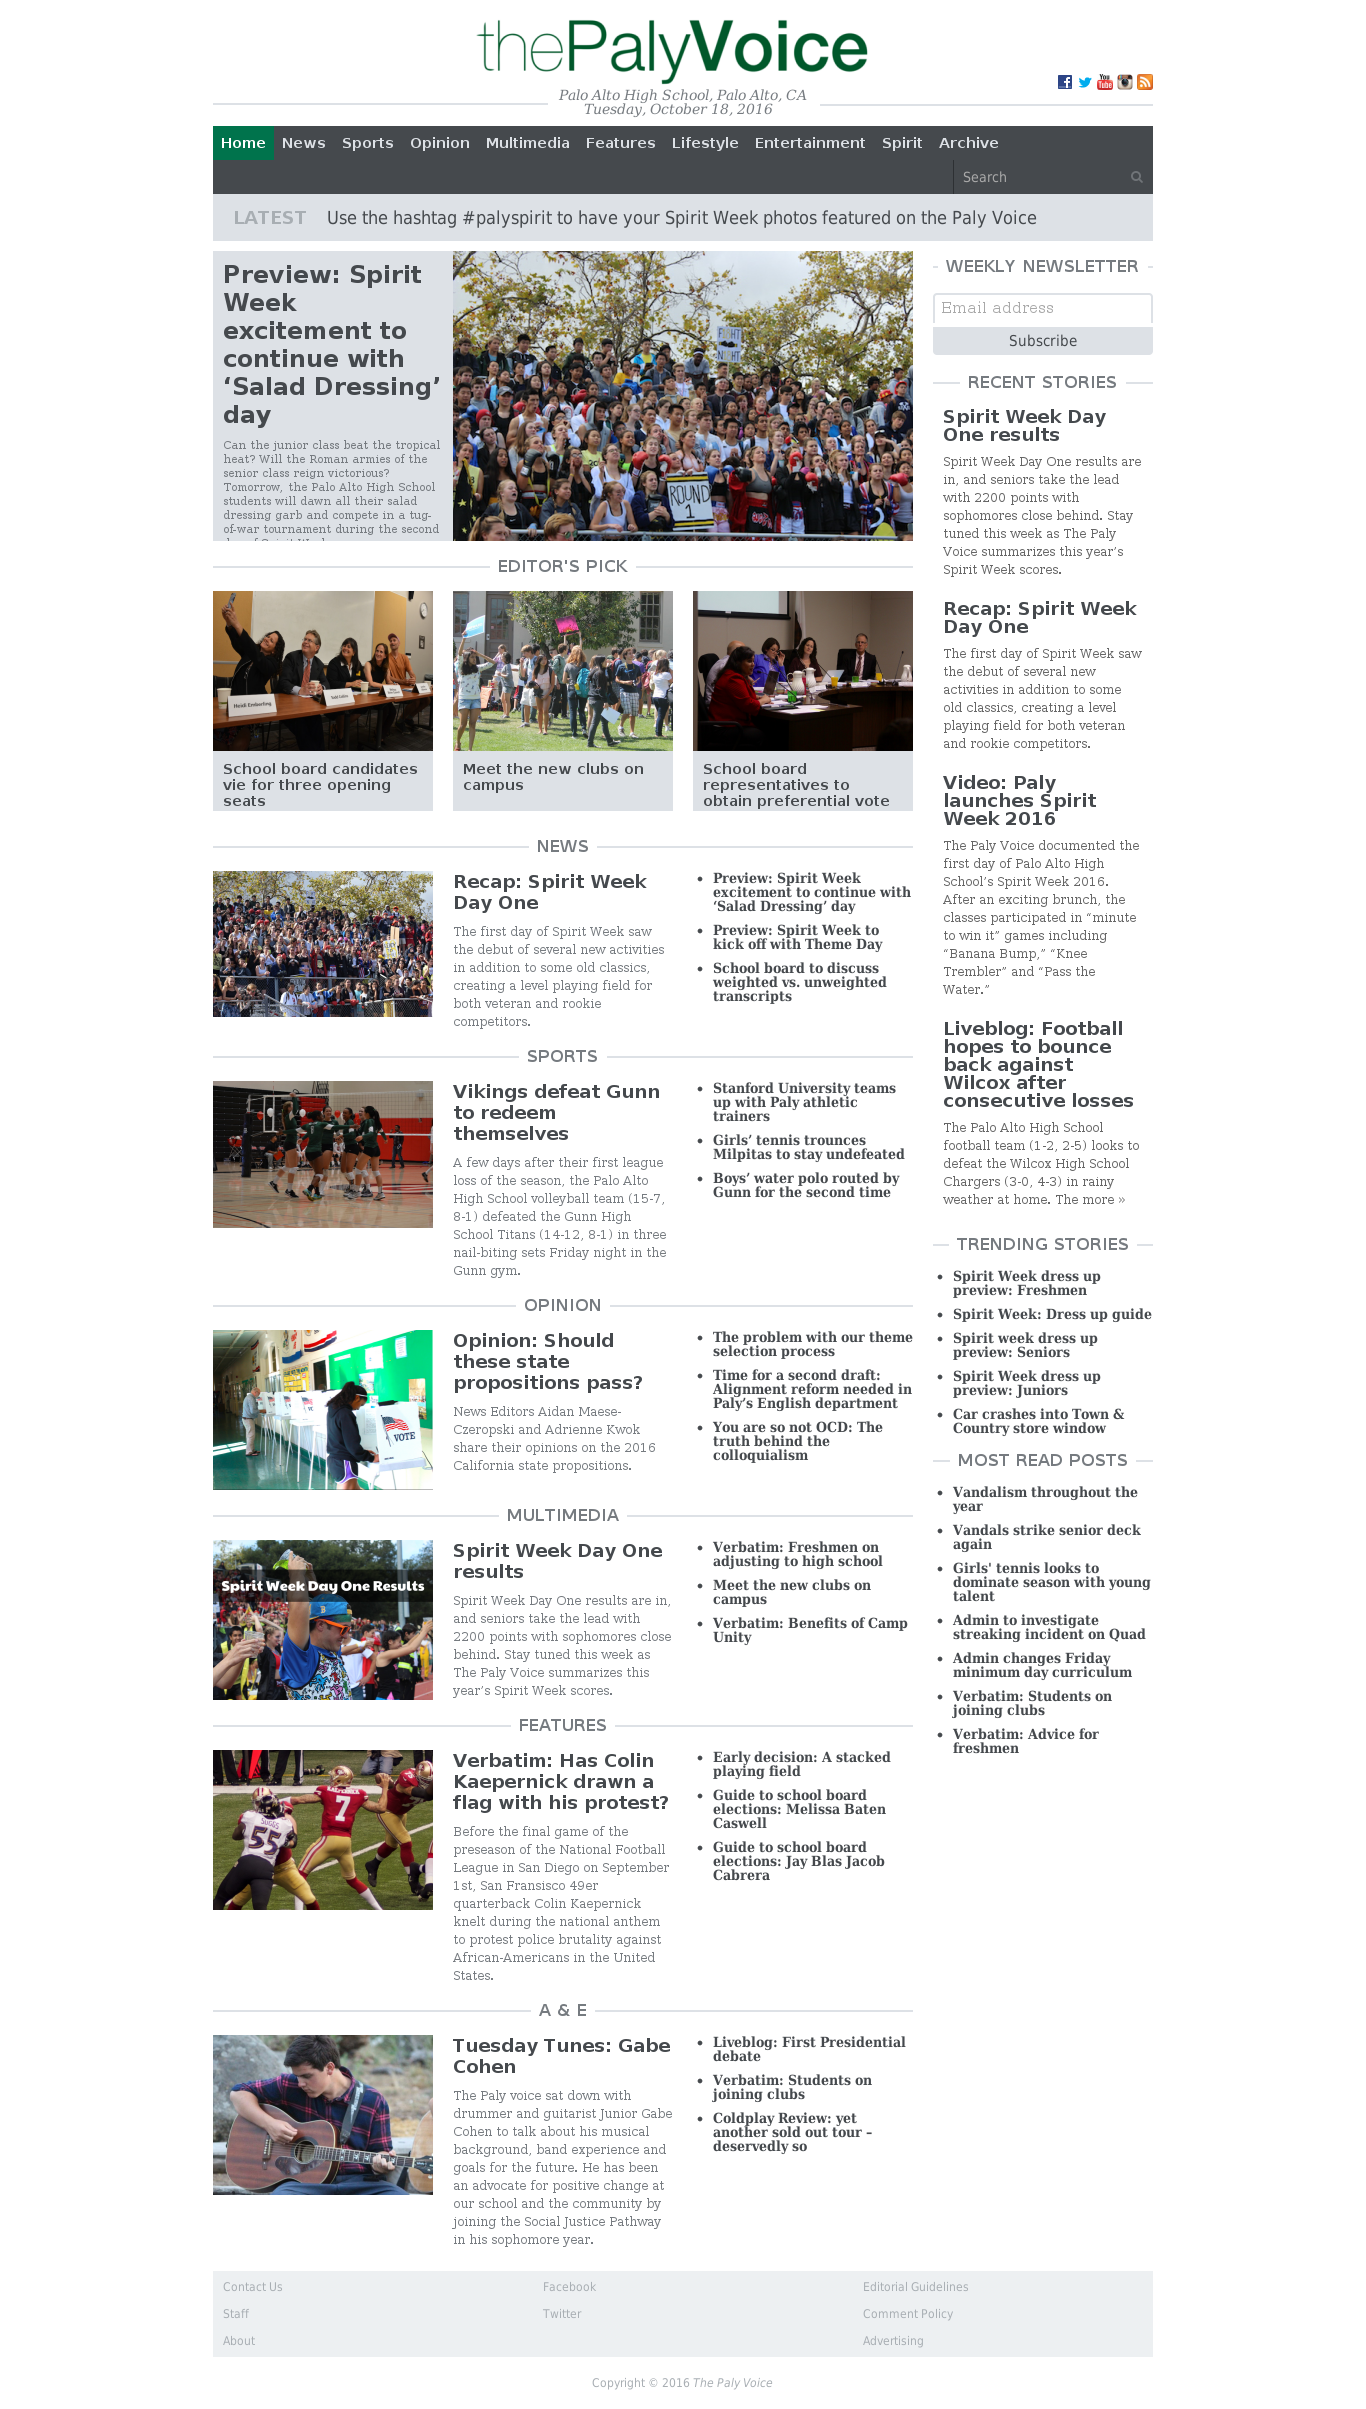 thePalyVoice
Palo Alto High School, Palo Alto, CA
Tuesday, October 18, 2016
Home News Sports Opinion Multimedia Features Lifestyle Entertainment Spirit Archive
Search
LATEST Use the hashtag #palyspirit to have your Spirit Week photos featured on the Paly Voice
Preview: Spirit
Week
excitement to
continue with
‘Salad Dressing’
day
Can the junior class beat the tropical
heat? Will the Roman armies of the
senior class reign victorious?
Tomorrow, the Palo Alto High School
students will dawn all their salad
dressing garb and compete in a tug-
of-war tournament during the second
FIGHT
NIGHT
ROUND
1
EDITOR'S PICK
Heidi Emberling
School board candidates
vie for three opening
seats
Meet the new clubs on
campus
School board
representatives to
obtain preferential vote
NEWS
Recap: Spirit Week
Day One
The first day of Spirit Week saw
the debut of several new activities
in addition to some old classics,
creating a level playing field for
both veteran and rookie
competitors.
• Preview: Spirit Week
excitement to continue with
‘Salad Dressing’ day
• Preview: Spirit Week to
kick off with Theme Day
• School board to discuss
weighted vs. unweighted
transcripts
SPORTS
Vikings defeat Gunn
to redeem
themselves
A few days after their first league
loss of the season, the Palo Alto
High School volleyball team (15-7,
8-1) defeated the Gunn High
School Titans (14-12, 8-1) in three
nail-biting sets Friday night in the
Gunn gym.
• Stanford University teams
up with Paly athletic
trainers
• Girls’ tennis trounces
Milpitas to stay undefeated
• Boys’ water polo routed by
Gunn for the second time
OPINION
VOTE
Opinion: Should
these state
propositions pass?
News Editors Aidan Maese-
Czeropski and Adrienne Kwok
share their opinions on the 2016
California state propositions.
• The problem with our theme
selection process
• Time for a second draft:
Alignment reform needed in
Paly’s English department
• You are so not OCD: The
truth behind the
colloquialism
MULTIMEDIA
Spirit Week Day One Results
Spirit Week Day One
results
Spirit Week Day One results are in,
and seniors take the lead with
2200 points with sophomores close
behind. Stay tuned this week as
The Paly Voice summarizes this
year’s Spirit Week scores.
• Verbatim: Freshmen on
adjusting to high school
• Meet the new clubs on
campus
• Verbatim: Benefits of Camp
Unity
FEATURES
7
SUGGS
55
Verbatim: Has Colin
Kaepernick drawn a
flag with his protest?
Before the final game of the
preseason of the National Football
League in San Diego on September
1st, San Fransisco 49er
quarterback Colin Kaepernick
knelt during the national anthem
to protest police brutality against
African-Americans in the United
States.
• Early decision: A stacked
playing field
• Guide to school board
elections: Melissa Baten
Caswell
• Guide to school board
elections: Jay Blas Jacob
Cabrera
A & E
Tuesday Tunes: Gabe
Cohen
The Paly voice sat down with
drummer and guitarist Junior Gabe
Cohen to talk about his musical
background, band experience and
goals for the future. He has been
an advocate for positive change at
our school and the community by
joining the Social Justice Pathway
in his sophomore year.
• Liveblog: First Presidential
debate
• Verbatim: Students on
joining clubs
• Coldplay Review: yet
another sold out tour –
deservedly so
WEEKLY NEWSLETTER
Email address
Subscribe
RECENT STORIES
Spirit Week Day
One results
Spirit Week Day One results are
in, and seniors take the lead
with 2200 points with
sophomores close behind. Stay
tuned this week as The Paly
Voice summarizes this year’s
Spirit Week scores.
Recap: Spirit Week
Day One
The first day of Spirit Week saw
the debut of several new
activities in addition to some
old classics, creating a level
playing field for both veteran
and rookie competitors.
Video: Paly
launches Spirit
Week 2016
The Paly Voice documented the
first day of Palo Alto High
School’s Spirit Week 2016.
After an exciting brunch, the
classes participated in “minute
to win it” games including
“Banana Bump,” “Knee
Trembler” and “Pass the
Water.”
Liveblog: Football
hopes to bounce
back against
Wilcox after
consecutive losses
The Palo Alto High School
football team (1-2, 2-5) looks to
defeat the Wilcox High School
Chargers (3-0, 4-3) in rainy
weather at home. The more »
TRENDING STORIES
• Spirit Week dress up
preview: Freshmen
• Spirit Week: Dress up guide
• Spirit week dress up
preview: Seniors
• Spirit Week dress up
preview: Juniors
• Car crashes into Town &
Country store window
MOST READ POSTS
• Vandalism throughout the
year
• Vandals strike senior deck
again
• Girls' tennis looks to
dominate season with young
talent
• Admin to investigate
streaking incident on Quad
• Admin changes Friday
minimum day curriculum
• Verbatim: Students on
joining clubs
• Verbatim: Advice for
freshmen
Contact Us Facebook Editorial Guidelines
Staff Twitter Comment Policy
About Advertising
Copyright © 2016 The Paly Voice